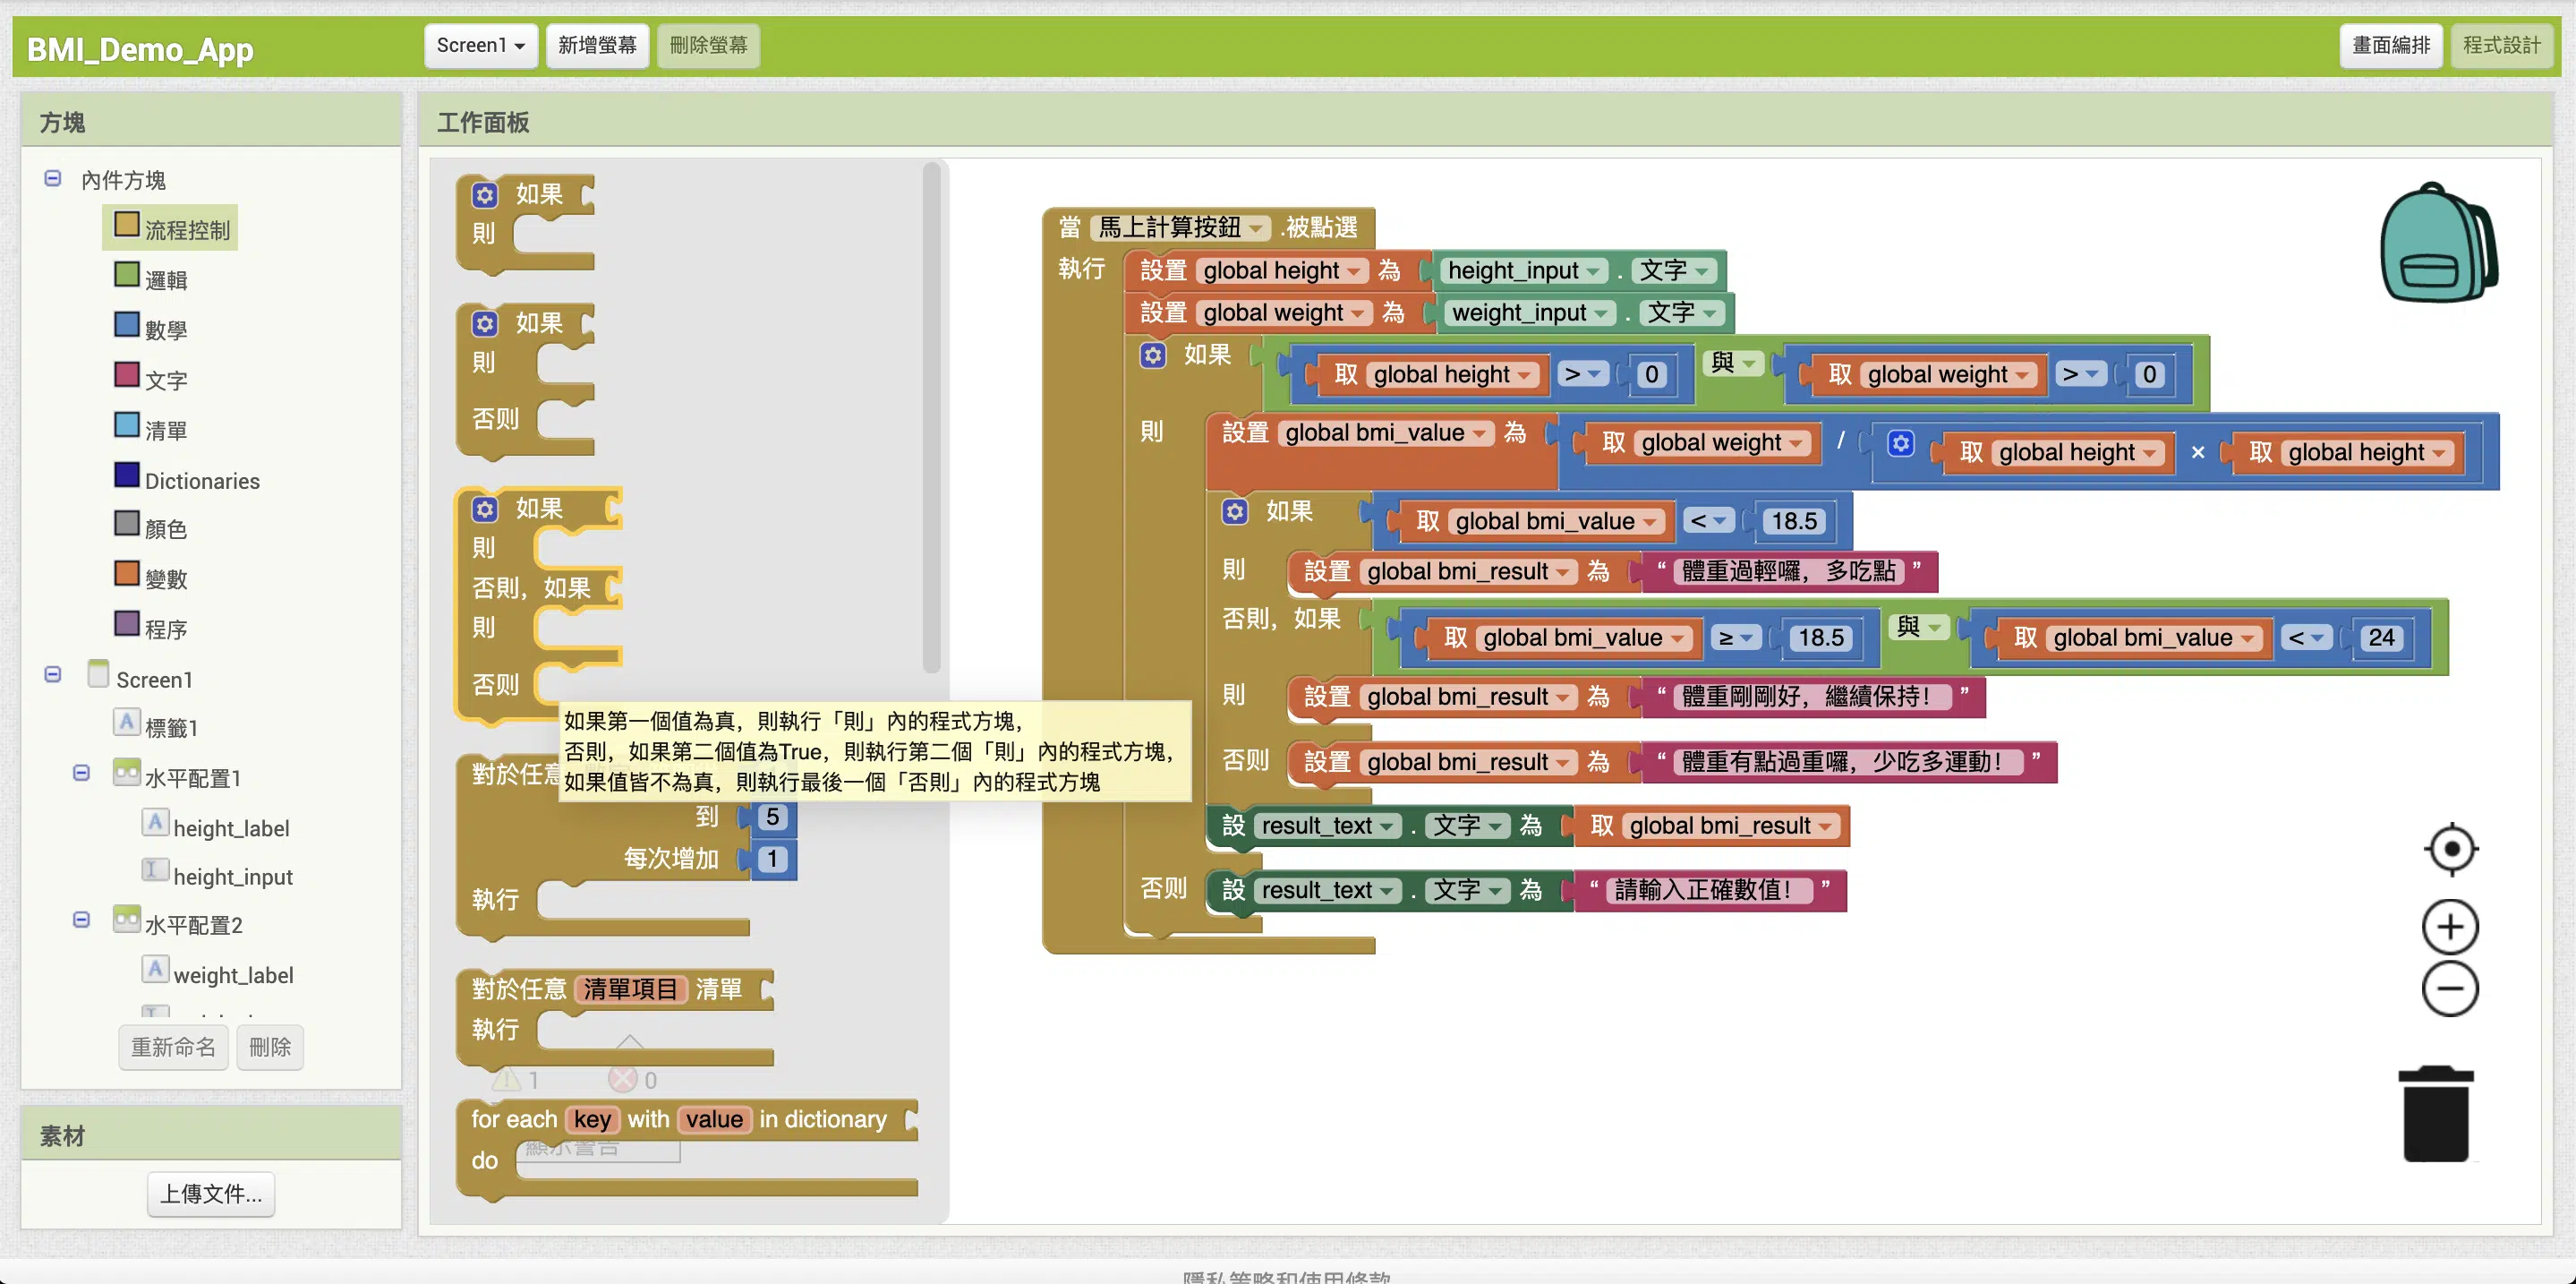 BMI_Demo_App
Screen1
新增螢幕
刪除螢幕
畫面編排
程式設計
方塊
內件方塊
流程控制
邏輯
數學
文字
清單
Dictionaries
顏色
變數
程序
Screen1
標籤1
水平配置1
height_label
height_input
水平配置2
weight_label
重新命名 刪除
素材
上傳文件...
工作面板
如果
則
如果
則
否則
如果
則
否則，如果
則
否則
如果第一個值為真，則執行「則」內的程式方塊，
否則，如果第二個值為True，則執行第二個「則」內的程式方塊，
如果值皆不為真，則執行最後一個「否則」內的程式方塊
對於任意
到 5
每次增加 1
執行
對於任意 清單項目 清單
執行
1 0
for each key with value in dictionary
顯示警告
do
當 馬上計算按鈕 .被點選
執行 設置 global height 為 height_input . 文字
設置 global weight 為 weight_input . 文字
如果 取 global height > 0 與 取 global weight > 0
則 設置 global bmi_value 為 取 global weight / 取 global height × 取 global height
如果 取 global bmi_value < 18.5
則 設置 global bmi_result 為 “ 體重過輕囉，多吃點 ”
否則，如果 取 global bmi_value ≥ 18.5 與 取 global bmi_value < 24
則 設置 global bmi_result 為 “ 體重剛剛好，繼續保持！ ”
否則 設置 global bmi_result 為 “ 體重有點過重囉，少吃多運動！ ”
設 result_text . 文字 為 取 global bmi_result
否則 設 result_text . 文字 為 “ 請輸入正確數值！ ”
隱私策略和使用條款